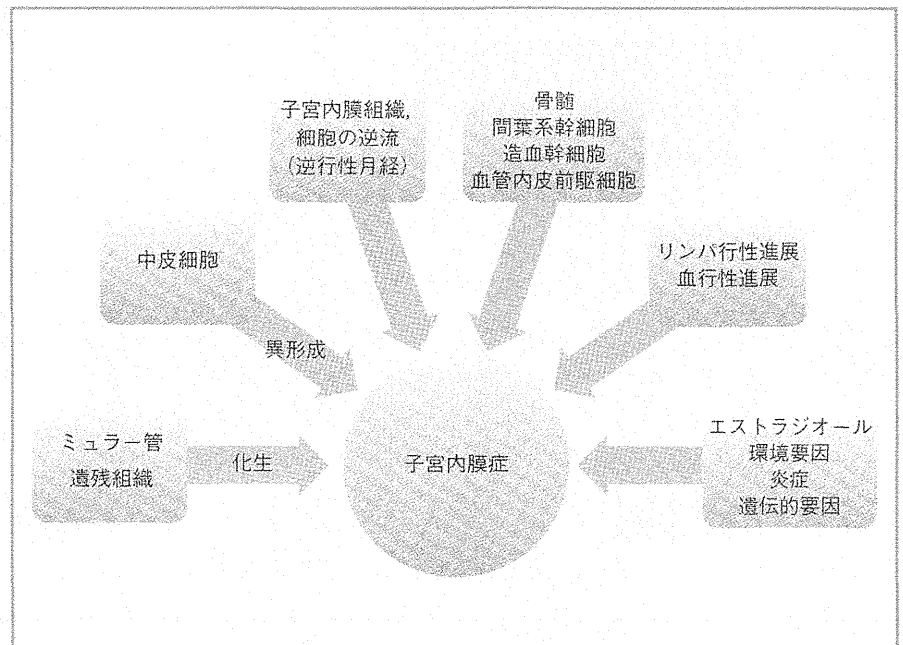 子宮内膜組織,
細胞の逆流
(逆行性月経)
骨髄
間葉系幹細胞
造血幹細胞
血管内皮前駆細胞
中皮細胞
リンパ行性進展
血行性進展
異形成
ミュラー管
遺残組織
化生
子宮内膜症
エストラジオール
環境要因
炎症
遺伝的要因